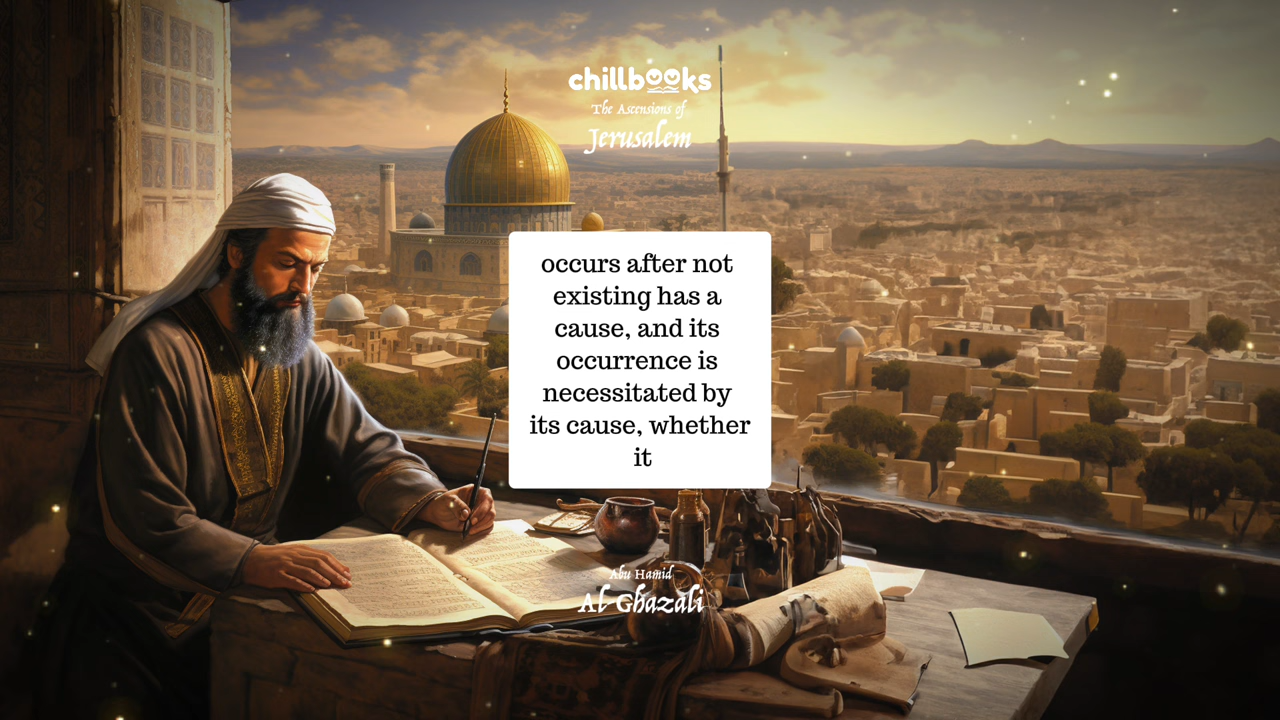 chillbooks
The Ascensions of
Jerusalem
occurs after not
existing has a
cause, and its
occurrence is
necessitated by
its cause, whether
it
Abu Hamid
Al-Ghazali